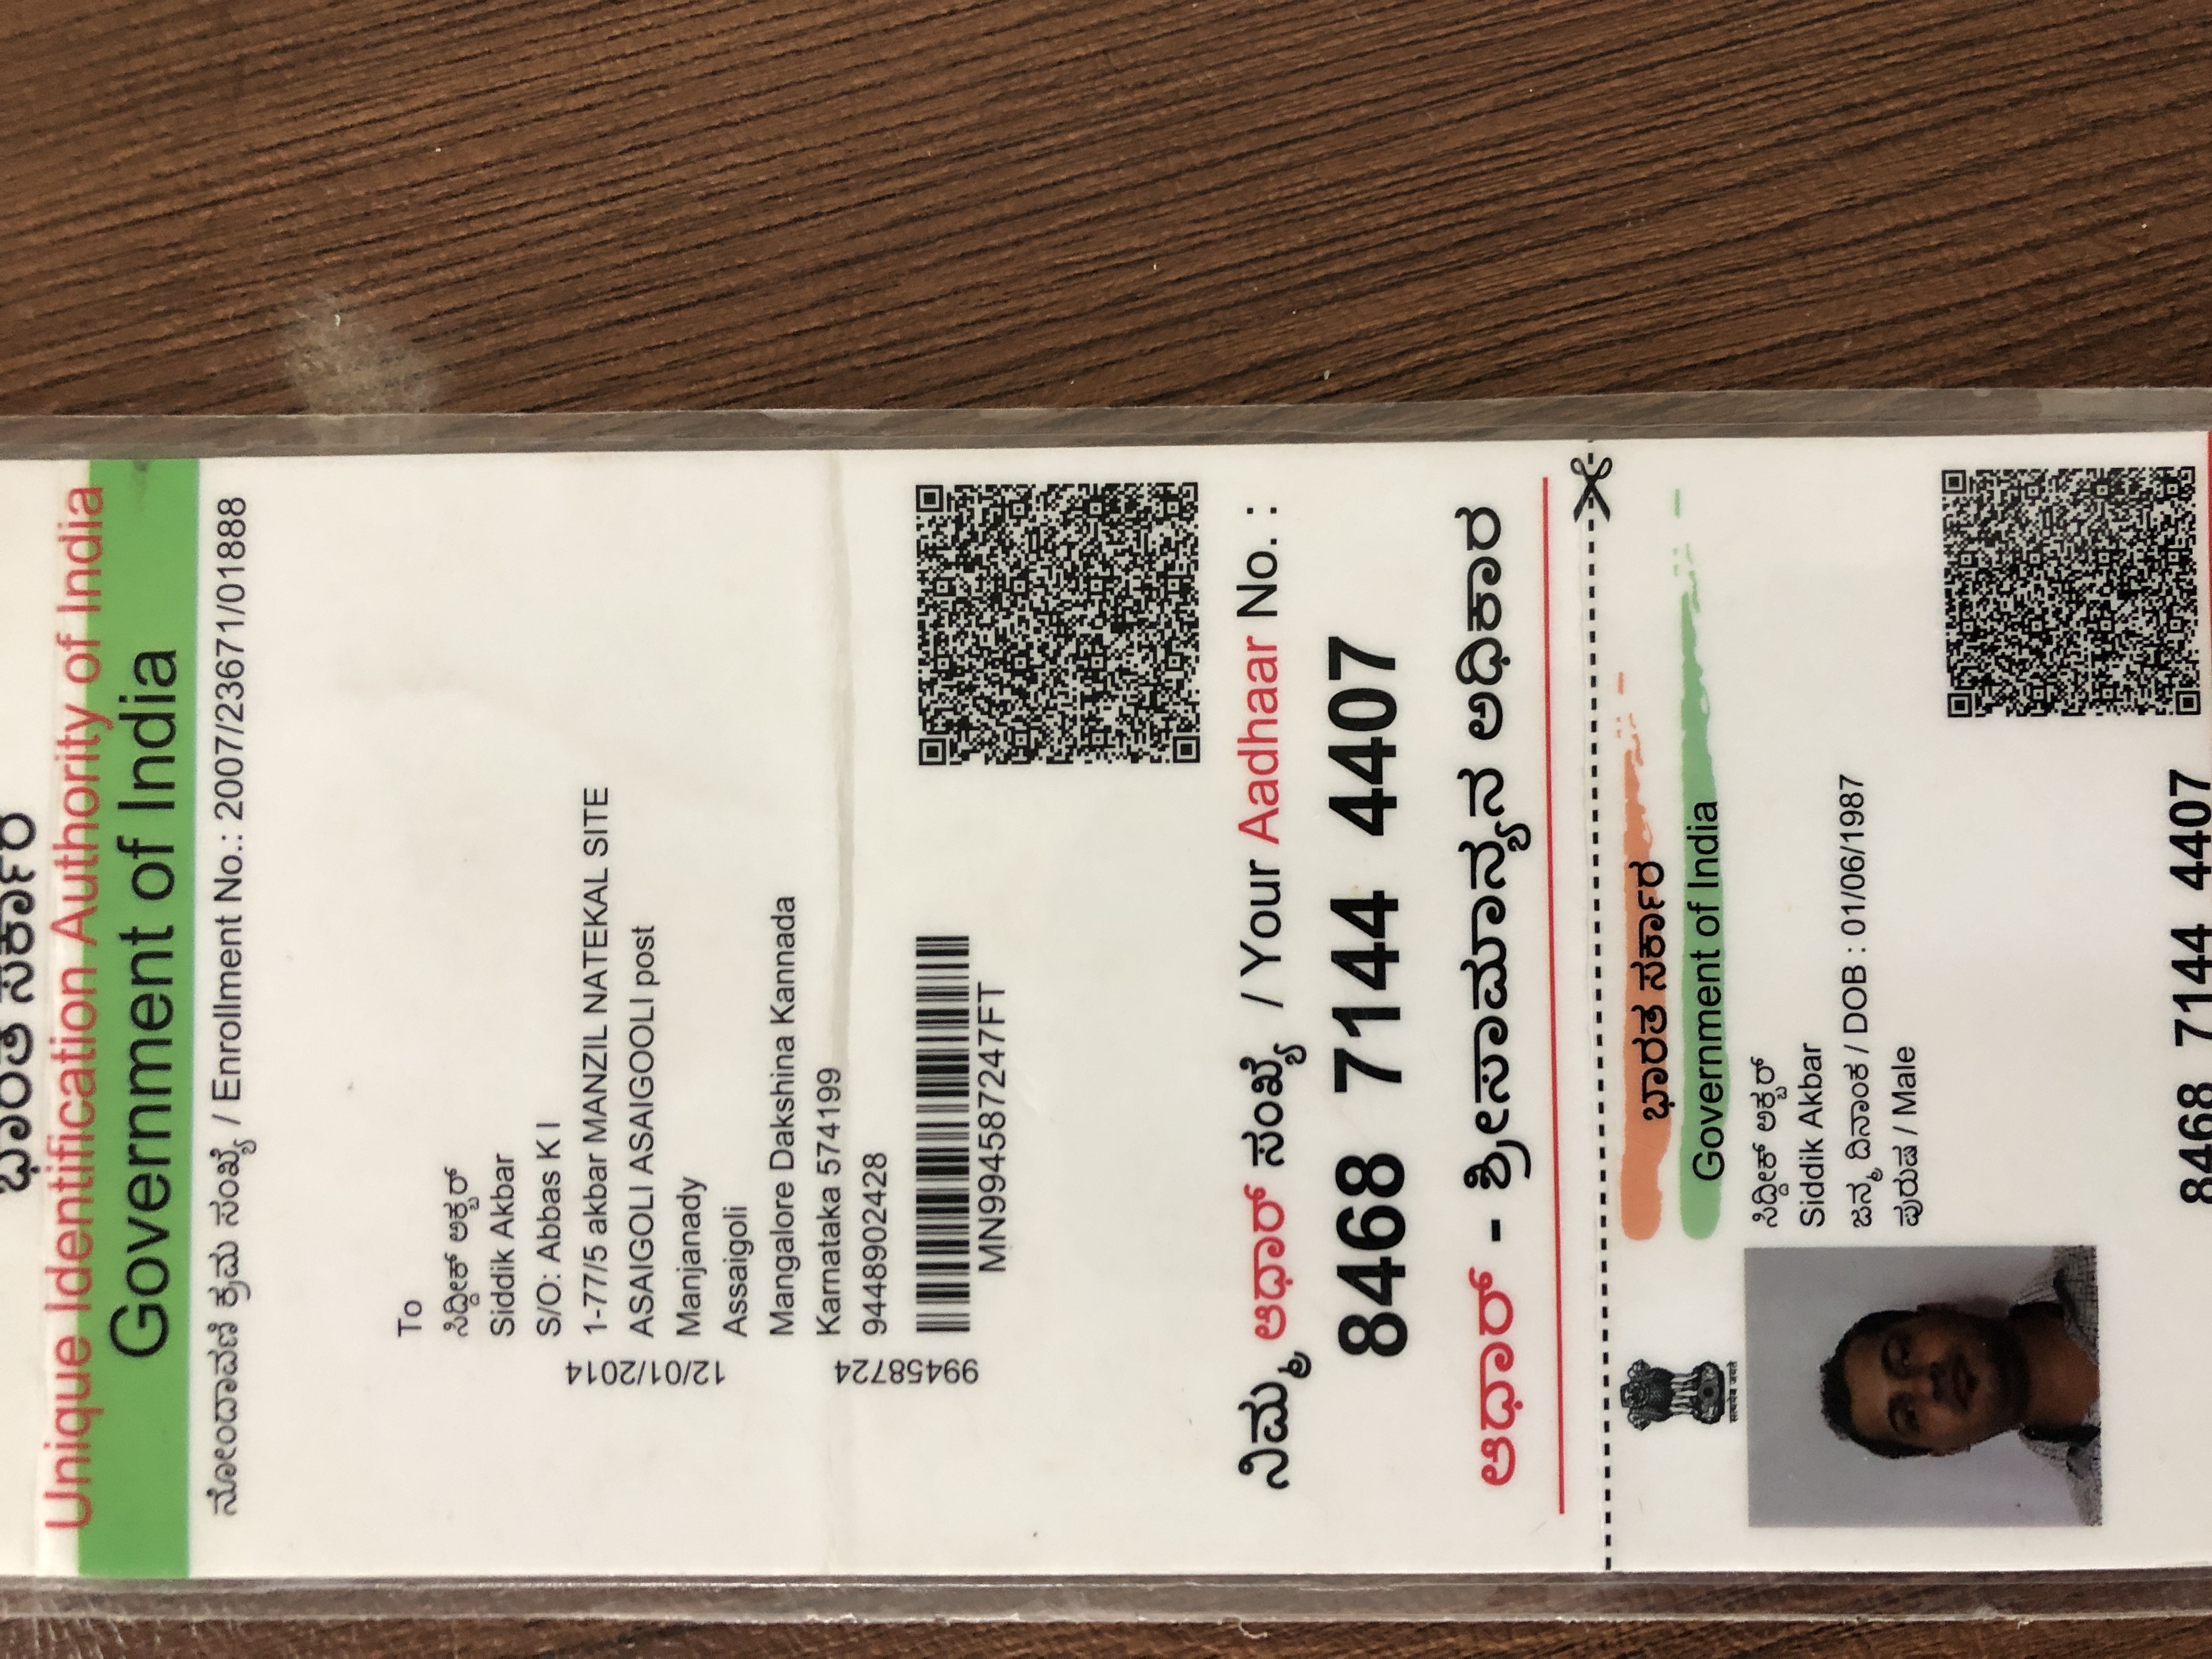 ಭಾರತ ಸರ್ಕಾರ
Unique Identification Authority of India
Government of India
ನೋಂದಾವಣಿ ಕ್ರಮ ಸಂಖ್ಯೆ / Enrollment No.: 2007/23671/01888
To
ಸಿದ್ದೀಕ್ ಅಕ್ಬರ್
Siddik Akbar
S/O: Abbas K I
1-77/5 akbar MANZIL NATEKAL SITE
ASAIGOLI ASAIGOOLI post
Manjanady
Assaigoli
Mangalore Dakshina Kannada
Karnataka 574199
9448902428
12/01/2014
99458724
MN994587247FT
ನಿಮ್ಮ ಆಧಾರ್ ಸಂಖ್ಯೆ / Your Aadhaar No. :
8468 7144 4407
ಆಧಾರ್ - ಶ್ರೀಸಾಮಾನ್ಯನ ಅಧಿಕಾರ
सत्यमेव जयते
ಭಾರತ ಸರ್ಕಾರ
Government of India
ಸಿದ್ದೀಕ್ ಅಕ್ಬರ್
Siddik Akbar
ಜನ್ಮ ದಿನಾಂಕ / DOB : 01/06/1987
ಪುರುಷ / Male
8468 7144 4407